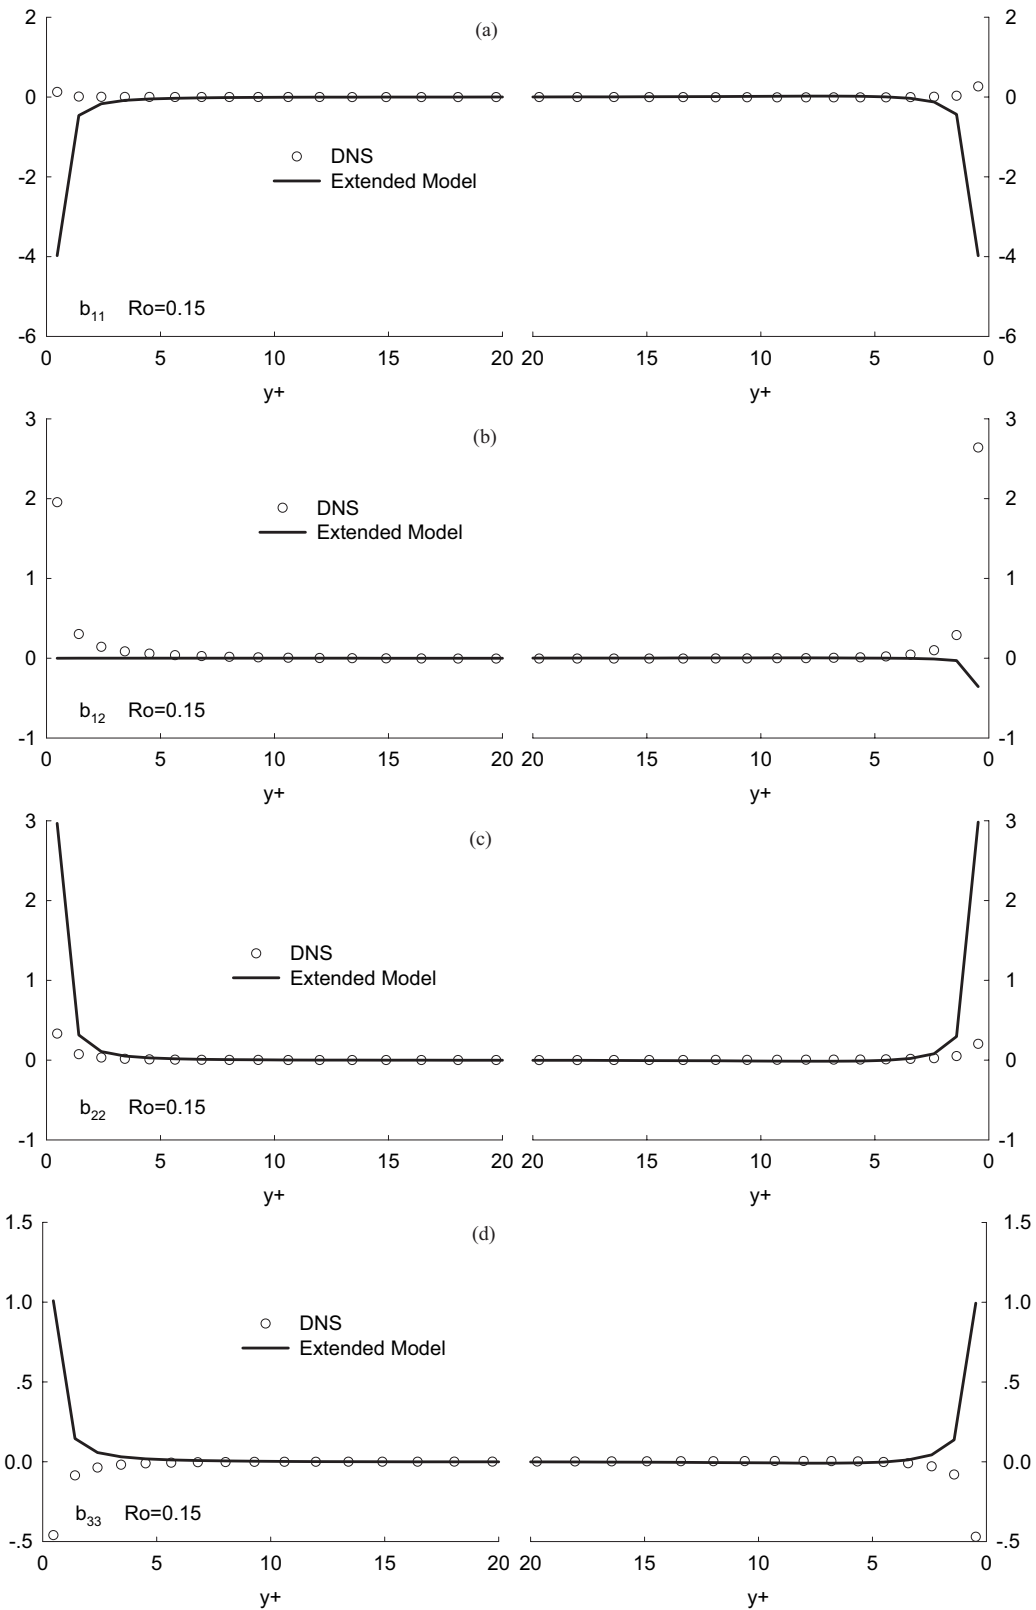 2 (a) 2
0 0
DNS
-2 Extended Model -2
-4 -4
b11 Ro=0.15
-6 -6
0 5 10 15 20 20 15 10 5 0
y+ y+
3 (b) 3
2 DNS 2
Extended Model
1 1
0 0
b12 Ro=0.15
-1 -1
0 5 10 15 20 20 15 10 5 0
y+ y+
3 (c) 3
2 2
DNS
1 Extended Model 1
0 0
b22 Ro=0.15
-1 -1
0 5 10 15 20 20 15 10 5 0
y+ y+
1.5 (d) 1.5
1.0 DNS 1.0
Extended Model
.5 .5
0.0 0.0
b33 Ro=0.15
-.5 -.5
0 5 10 15 20 20 15 10 5 0
y+ y+